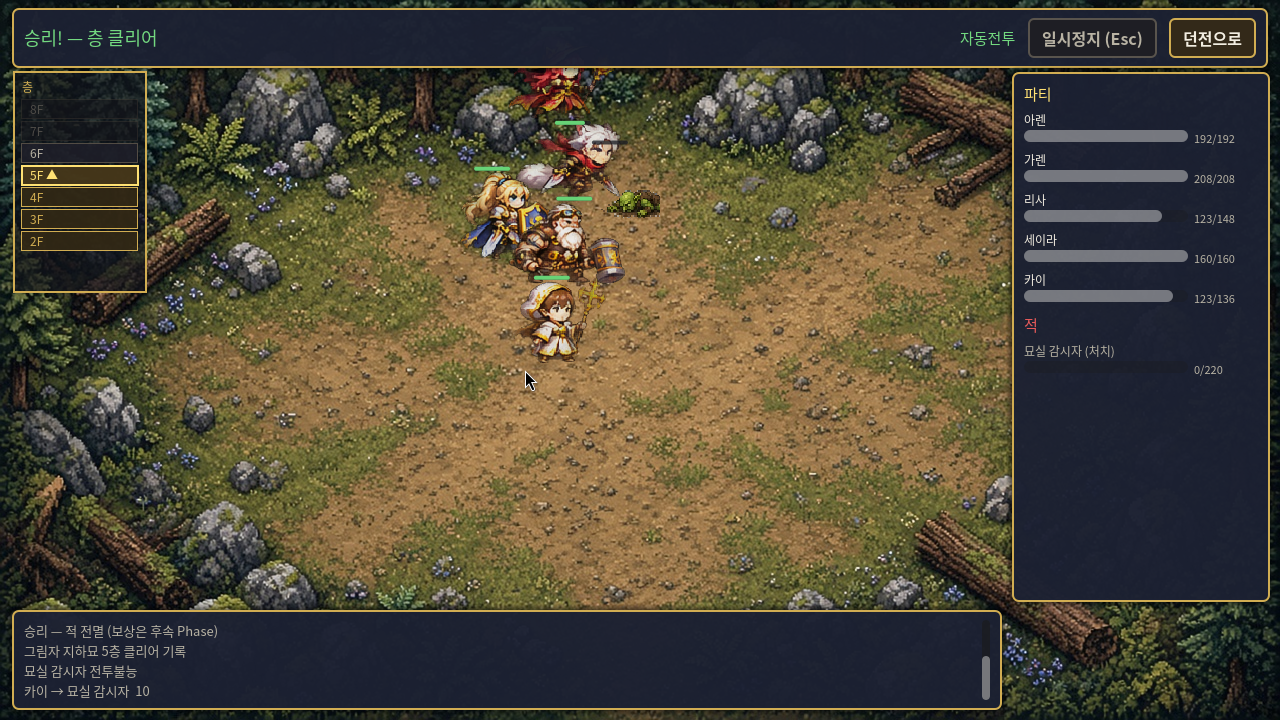 승리! — 층 클리어
자동전투
일시정지 (Esc)
던전으로
층
8F
7F
6F
5F ▲
4F
3F
2F
파티
아렌
192/192
가렌
208/208
리사
123/148
세이라
160/160
카이
123/136
적
묘실 감시자 (처치)
0/220
승리 — 적 전멸 (보상은 후속 Phase)
그림자 지하묘 5층 클리어 기록
묘실 감시자 전투불능
카이 → 묘실 감시자 10